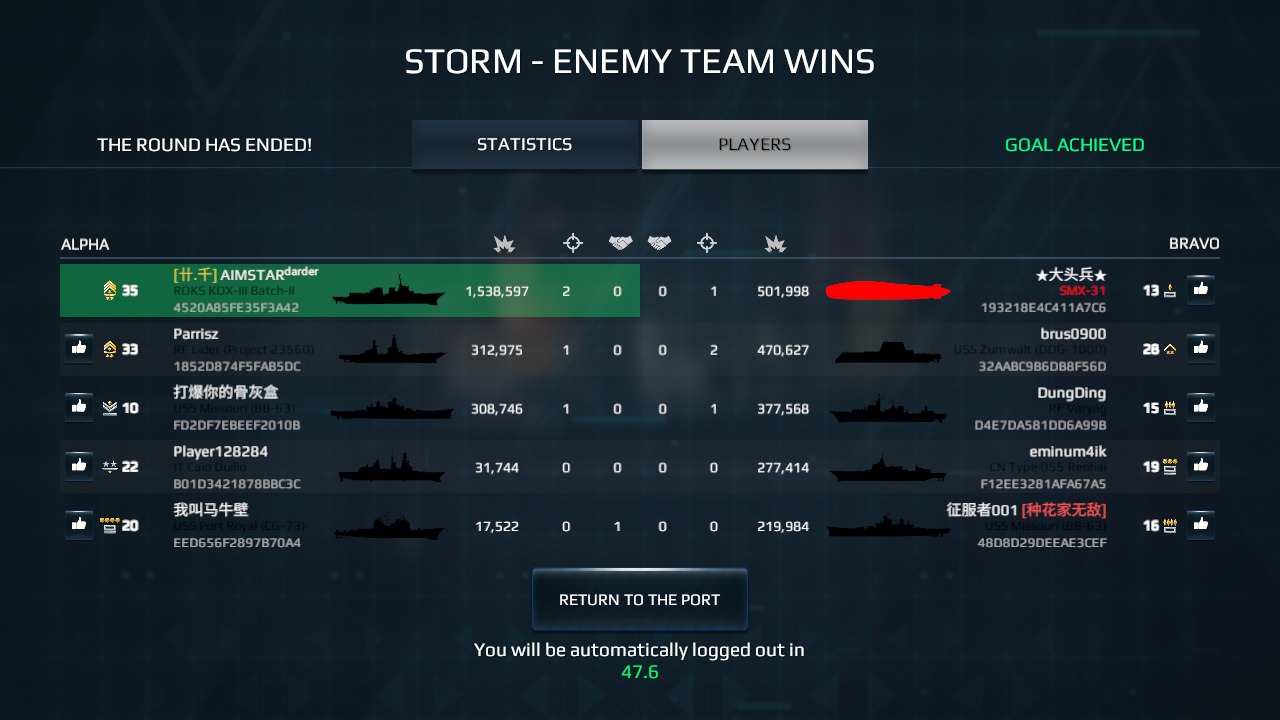 STORM - ENEMY TEAM WINS
THE ROUND HAS ENDED!
STATISTICS
PLAYERS
GOAL ACHIEVED
ALPHA
BRAVO
35
[卄.千] AIMSTARdarder
ROKS KDX-III Batch-II
4520A85FE35F3A42
1,538,597 2 0
0 1 501,998
★大头兵★
SMX-31
193218E4C411A7C6
13
33
Parrisz
RF Lider (Project 23560)
1852D874F5FAB5DC
312,975 1 0
0 2 470,627
brus0900
USS Zumwalt (DDG-1000)
32AABC9B6DB8F56D
28
10
打爆你的骨灰盒
USS Missouri (BB-63)
FD2DF7EBEEF2010B
308,746 1 0
0 1 377,568
DungDing
RF Varyag
D4E7DA581DD6A99B
15
22
Player128284
IT Caio Duilio
B01D3421878BBC3C
31,744 0 0
0 0 277,414
eminum4ik
CN Type 055 Renhai
F12EE3281AFA67A5
19
20
我叫马牛壁
USS Port Royal (CG-73)
EED656F2897B70A4
17,522 0 1
0 0 219,984
征服者001 [种花家无敌]
USS Missouri (BB-63)
48D8D29DEEAE3CEF
16
RETURN TO THE PORT
You will be automatically logged out in
47.6